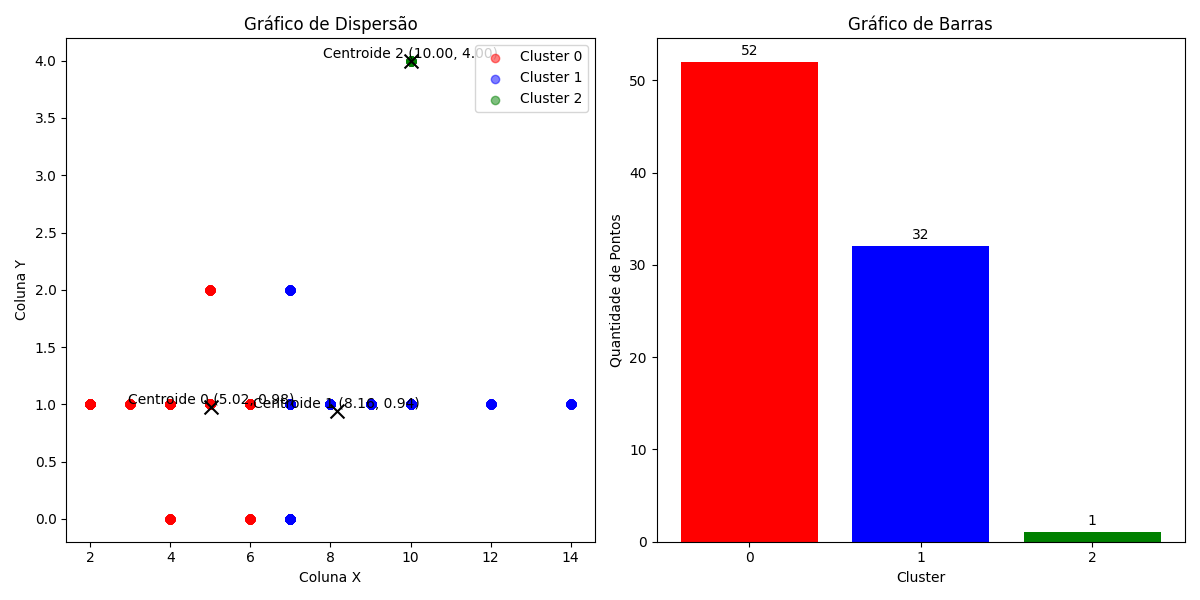 Gráfico de Dispersão
Centroide 2 (10.00, 4.00)
Cluster 0
Cluster 1
Cluster 2
4.0
3.5
3.0
2.5
2.0
1.5
1.0
0.5
0.0
Coluna Y
Centroide 0 (5.02, 0.98)
Centroide 0.94)
2
4
6
8
10
12
14
Coluna X
Gráfico de Barras
52
32
1
50
40
30
20
10
0
Quantidade de Pontos
0
1
2
Cluster